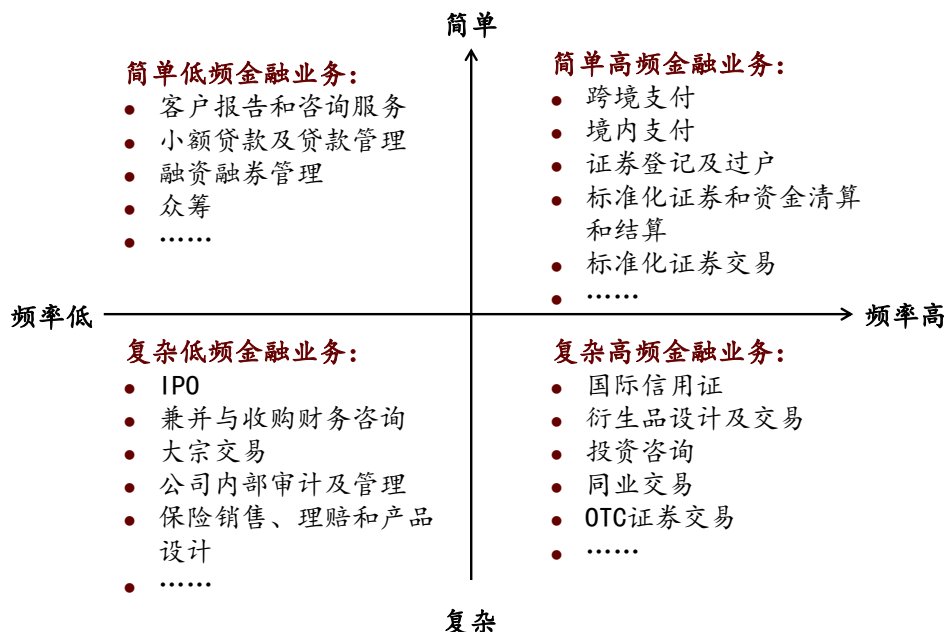 简单
简单低频金融业务：
● 客户报告和咨询服务
● 小额贷款及贷款管理
● 融资融券管理
● 众筹
● ……
简单高频金融业务：
● 跨境支付
● 境内支付
● 证券登记及过户
● 标准化证券和资金清算
和结算
● 标准化证券交易
● ……
频率低
频率高
复杂低频金融业务：
● IPO
● 兼并与收购财务咨询
● 大宗交易
● 公司内部审计及管理
● 保险销售、理赔和产品
设计
● ……
复杂高频金融业务：
● 国际信用证
● 衍生品设计及交易
● 投资咨询
● 同业交易
● OTC证券交易
● ……
复杂